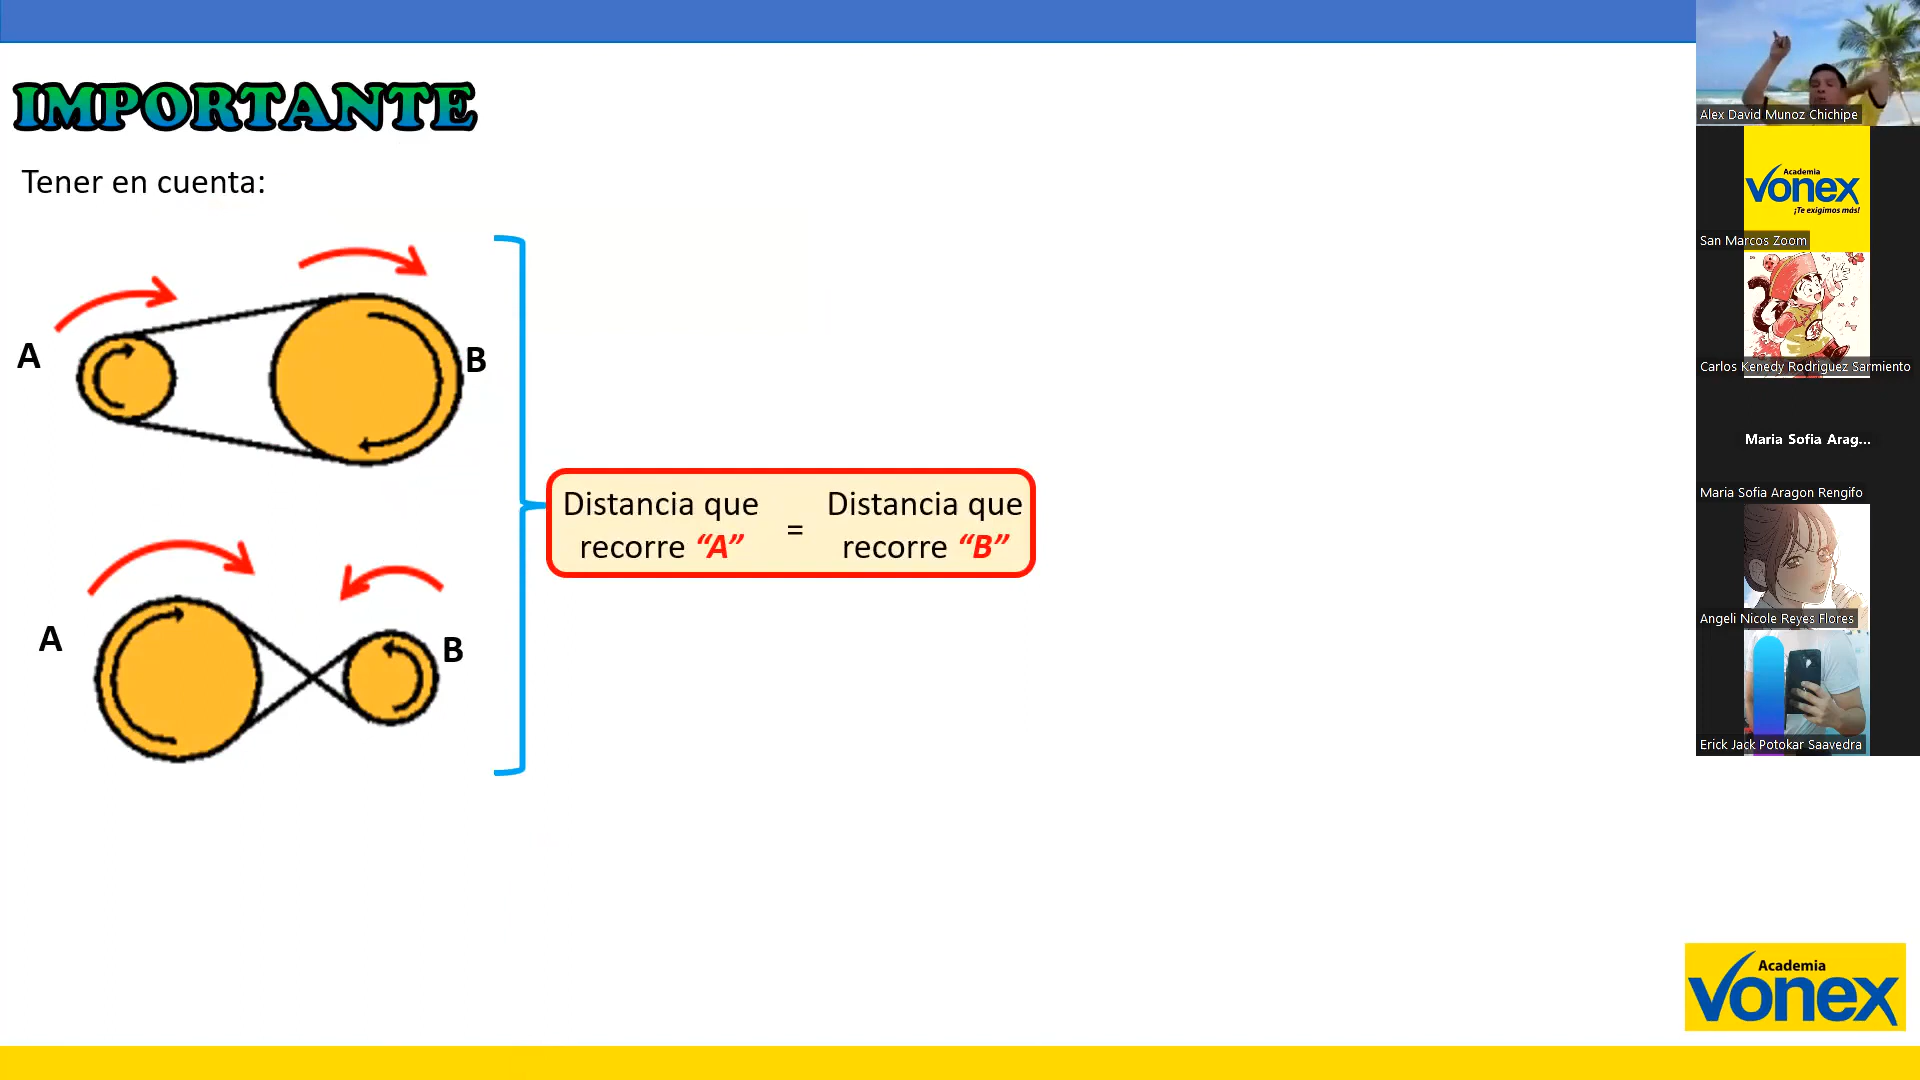 IMPORTANTE
Tener en cuenta:
A
B
A
B
Distancia que
recorre “A”
=
Distancia que
recorre “B”
Alex David Munoz Chichipe
Academia
vonex
¡Te exigimos más!
San Marcos Zoom
Carlos Kenedy Rodriguez Sarmiento
Maria Sofia Arag...
Maria Sofia Aragon Rengifo
Angeli Nicole Reyes Flores
Erick Jack Potokar Saavedra
Academia
vonex